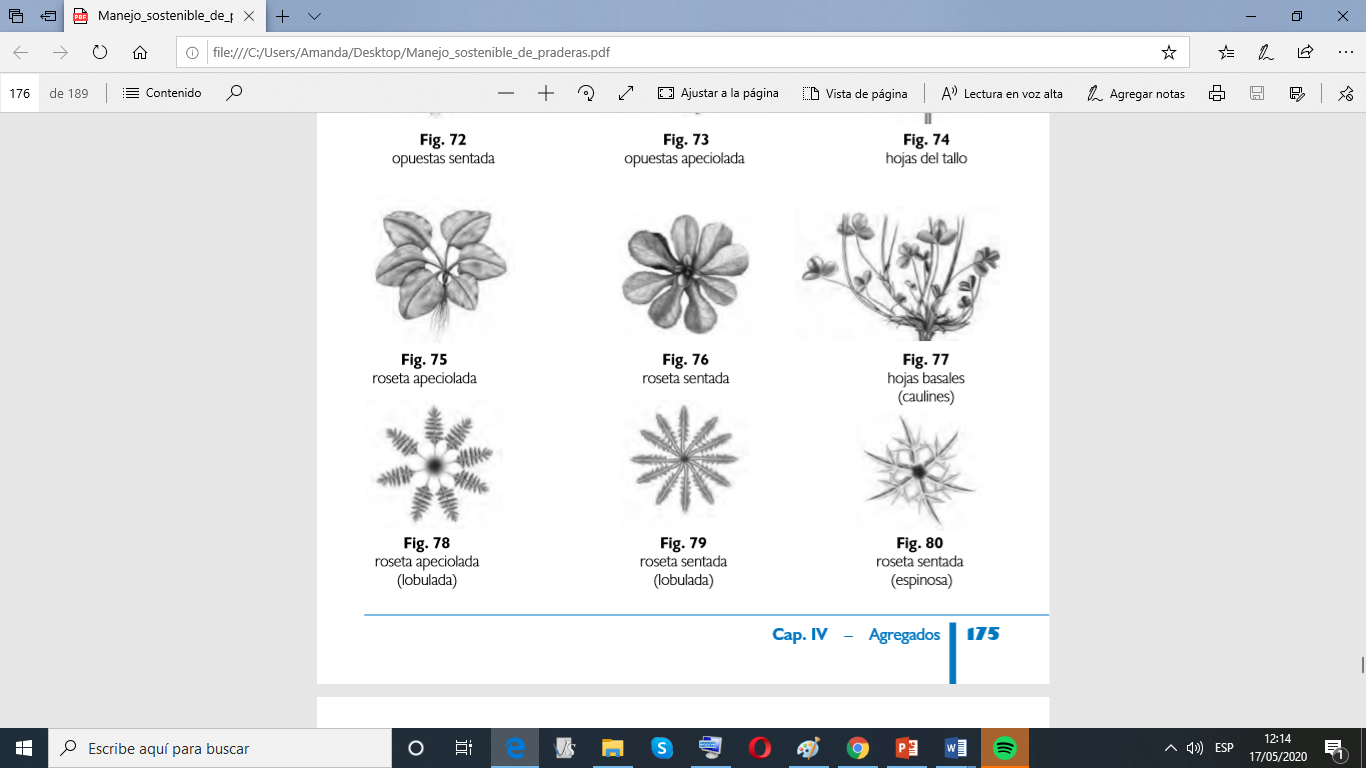 Manejo_sostenible_de_p
file:///C:/Users/Amanda/Desktop/Manejo_sostenible_de_praderas.pdf
176 de 189 Contenido Ajustar a la página Vista de página Lectura en voz alta Agregar notas
Fig. 72 Fig. 73 Fig. 74
opuestas sentada opuestas apeciolada hojas del tallo
Fig. 75 Fig. 76 Fig. 77
roseta apeciolada roseta sentada hojas basales
(caulines)
Fig. 78 Fig. 79 Fig. 80
roseta apeciolada roseta sentada roseta sentada
(lobulada) (lobulada) (espinosa)
Cap. IV – Agregados 175
Escribe aquí para buscar ESP 12:14
17/05/2020